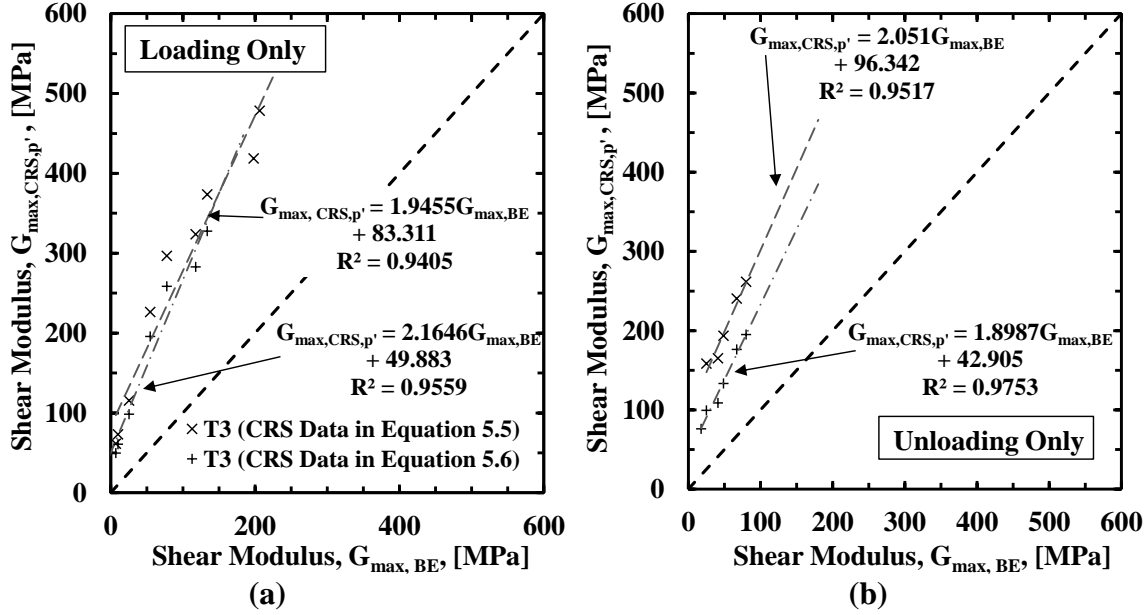 Loading Only
600
500
400
300
200
100
0
Shear Modulus, Gmax,CRS,p' , [MPa]
Gmax, CRS,p' = 1.9455Gmax,BE
+ 83.311
R² = 0.9405
Gmax,CRS,p' = 2.1646Gmax,BE
+ 49.883
R² = 0.9559
× T3 (CRS Data in Equation 5.5)
+ T3 (CRS Data in Equation 5.6)
0 200 400 600
Shear Modulus, Gmax, BE, [MPa]
(a)
600
500
400
300
200
100
0
Shear Modulus, Gmax,CRS,p' , [MPa]
Gmax,CRS,p' = 2.051Gmax,BE
+ 96.342
R² = 0.9517
Gmax,CRS,p' = 1.8987Gmax,BE
+ 42.905
R² = 0.9753
Unloading Only
0 100 200 300 400 500 600
Shear Modulus, Gmax, BE, [MPa]
(b)